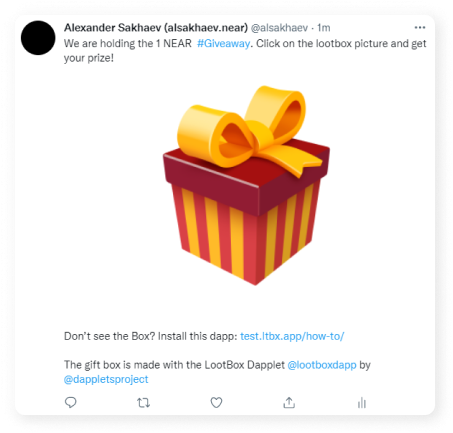 Alexander Sakhaev (alsakhaev.near) @alsakhaev · 1m
We are holding the 1 NEAR #Giveaway. Click on the lootbox picture and get
your prize!
Don't see the Box? Install this dapp: test.ltbx.app/how-to/
The gift box is made with the LootBox Dapplet @lootboxdapp by
@dappletsproject